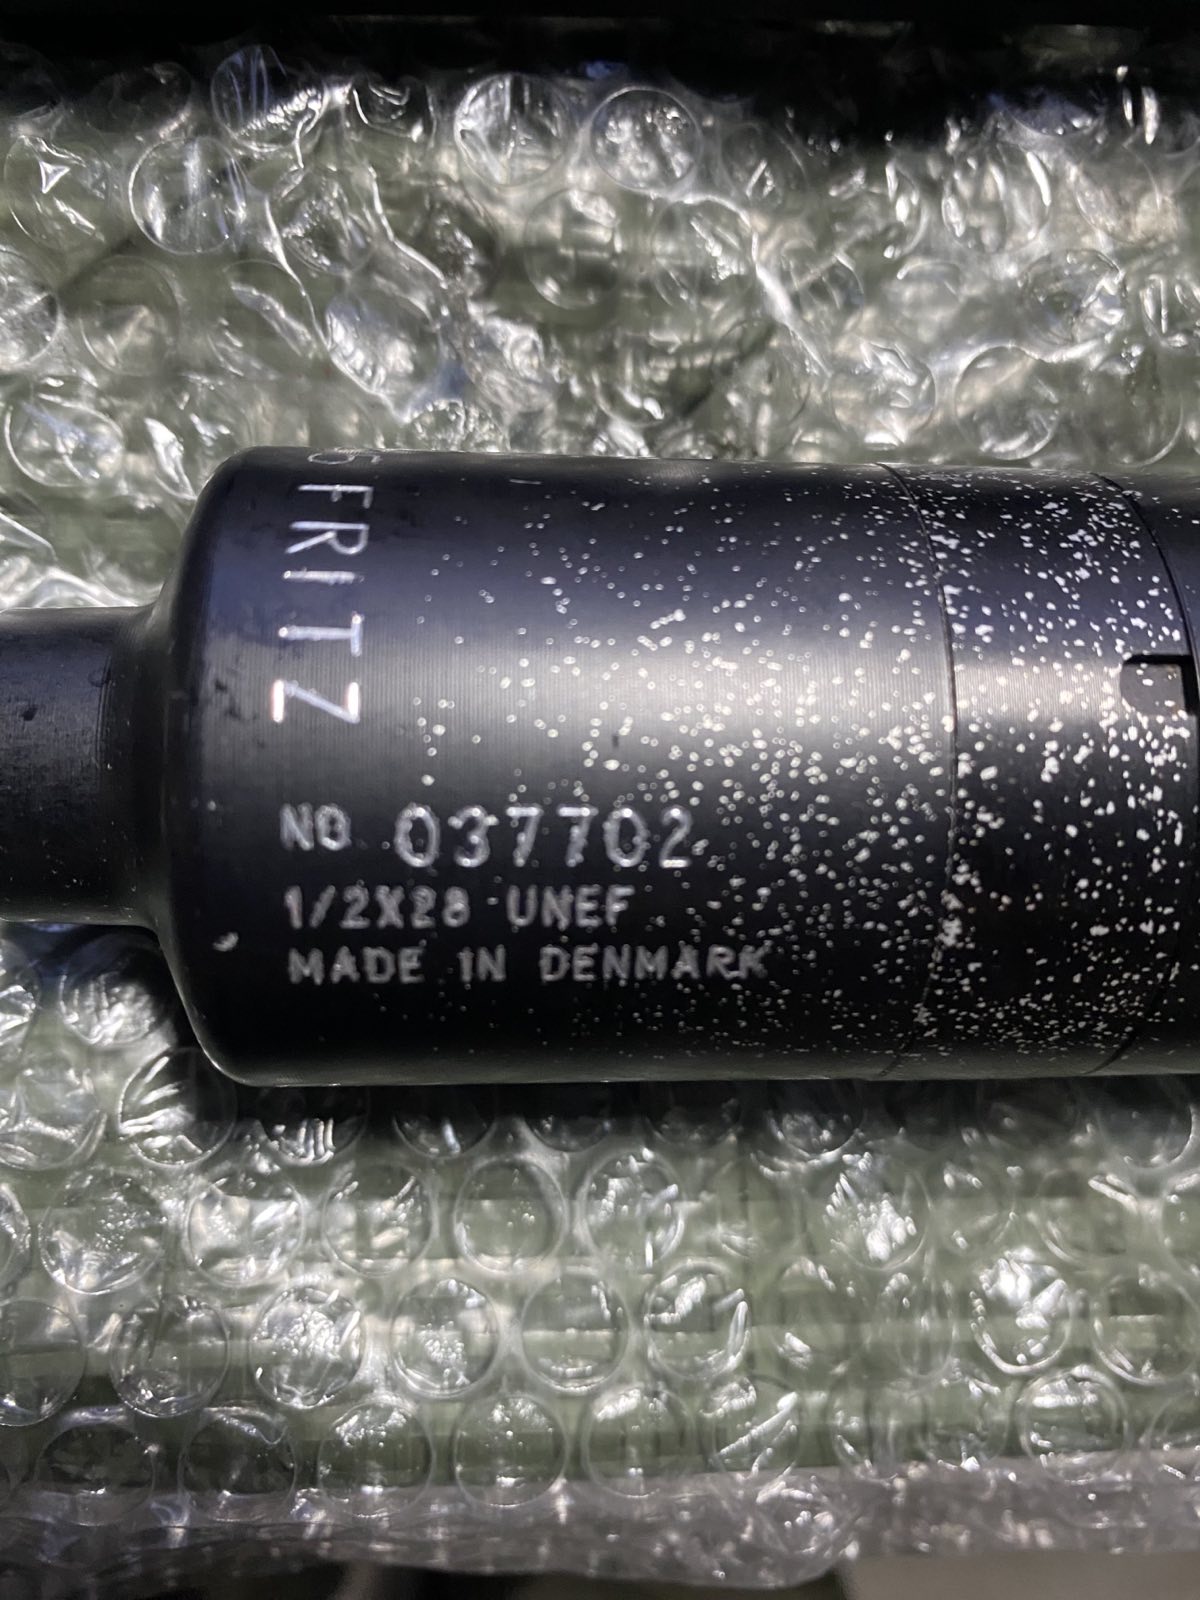 FRITZ
NO 037702
1/2X28 UNEF
MADE IN DENMARK